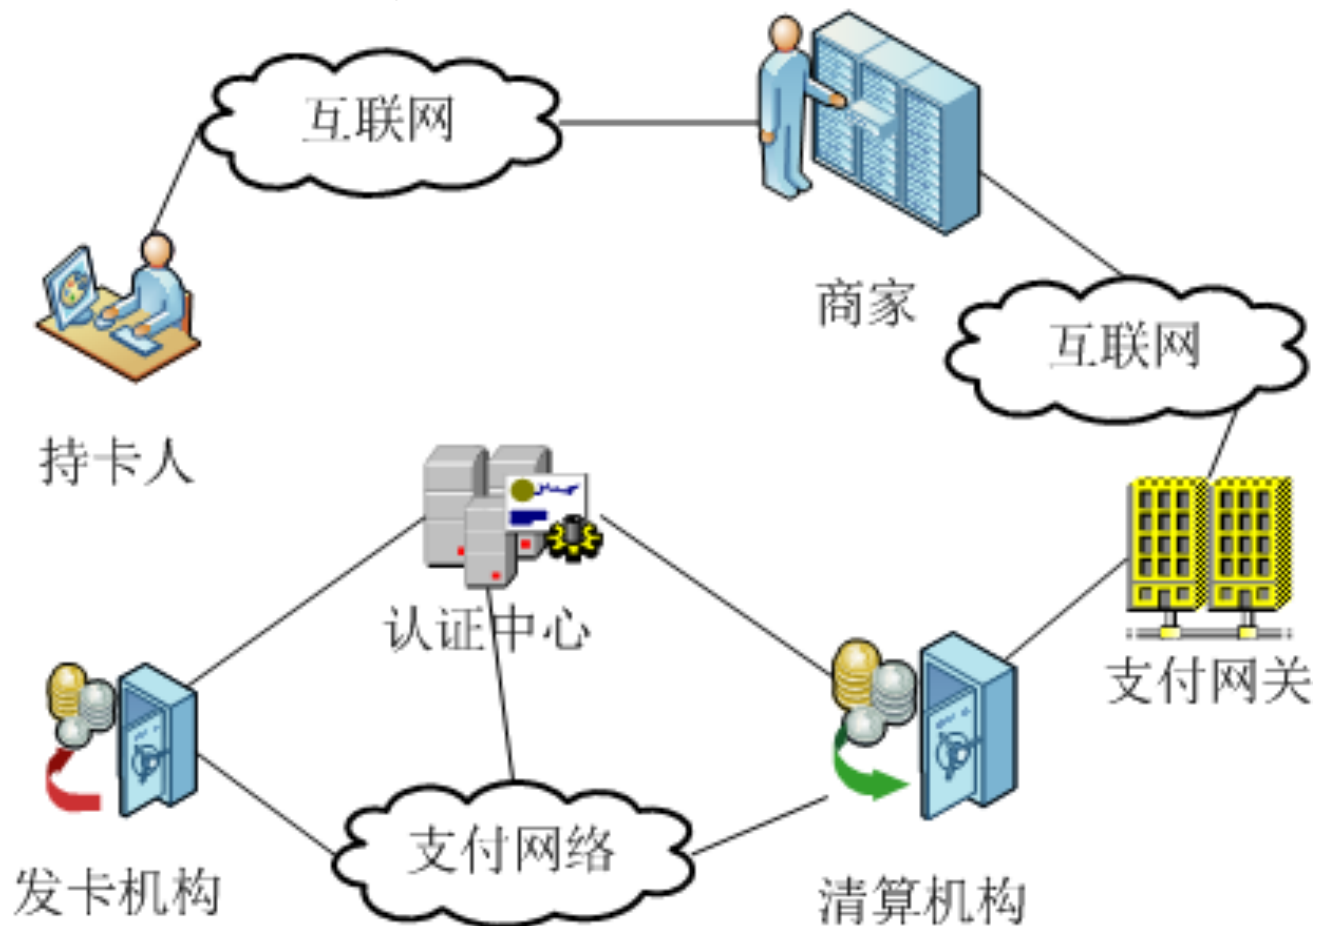 互联网
商家
互联网
持卡人
认证中心
支付网关
支付网络
发卡机构
清算机构